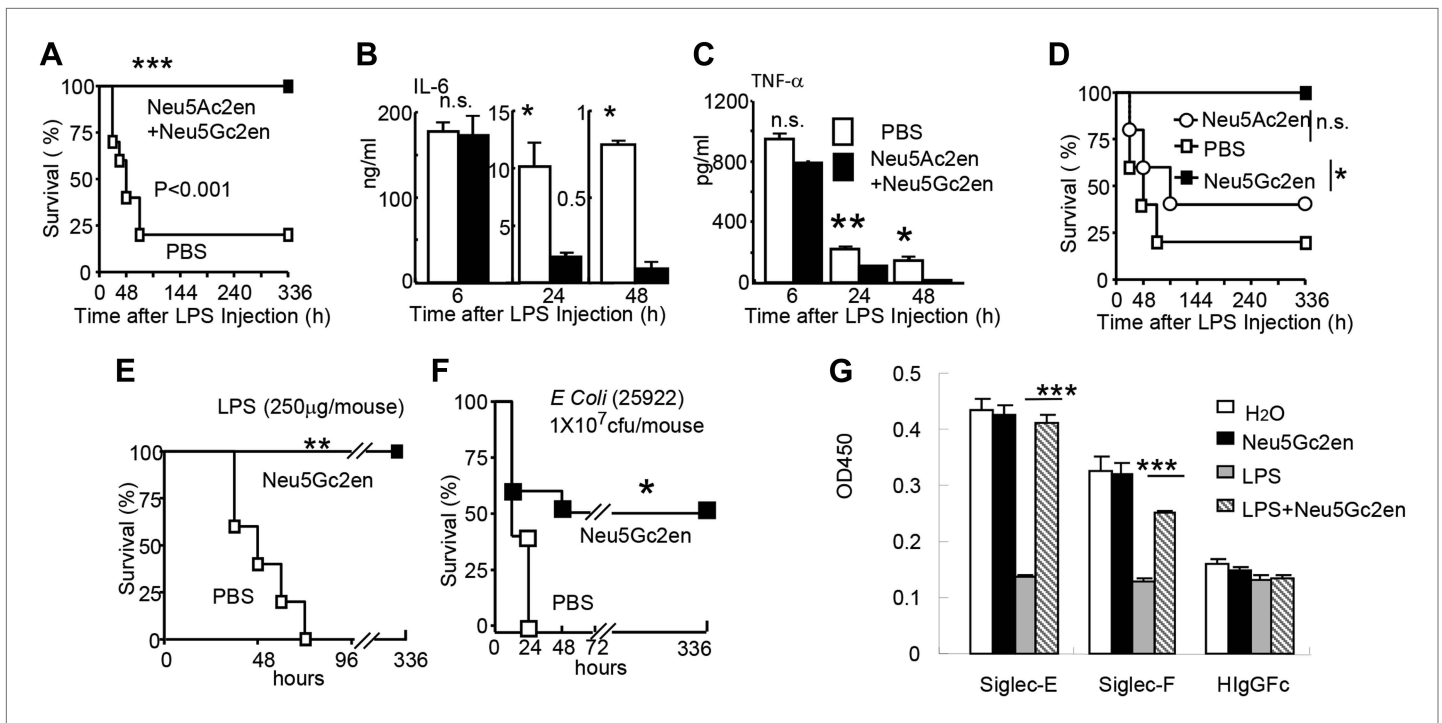 A
***
100
75
50
25
0
Survival ( %)
Neu5Ac2en
+Neu5Gc2en
P<0.001
PBS
0 48 144 240 336
Time after LPS Injection (h)
B
IL-6
n.s.
200
150
100
50
0
ng/ml
15
10
5
*
1
0.5
*
6 24 48
Time after LPS Injection (h)
C
TNF-α
1200
800
400
0
pg/ml
n.s.
**
*
PBS
Neu5Ac2en
+Neu5Gc2en
6 24 48
Time after LPS Injection (h)
D
100
75
50
25
0
Survival ( %)
Neu5Ac2en
n.s.
PBS
Neu5Gc2en
*
0 48 144 240 336
Time after LPS Injection (h)
E
LPS (250μg/mouse)
100
75
50
25
0
Survival (%)
**
Neu5Gc2en
PBS
0 48 96 336
hours
F
E Coli (25922)
1X10⁷cfu/mouse
100
75
50
25
0
Survival (%)
*
Neu5Gc2en
PBS
0 24 48 72 336
hours
G
0.5
0.4
0.3
0.2
0.1
0
OD450
***
***
H2O
Neu5Gc2en
LPS
LPS+Neu5Gc2en
Siglec-E Siglec-F HIgGFc